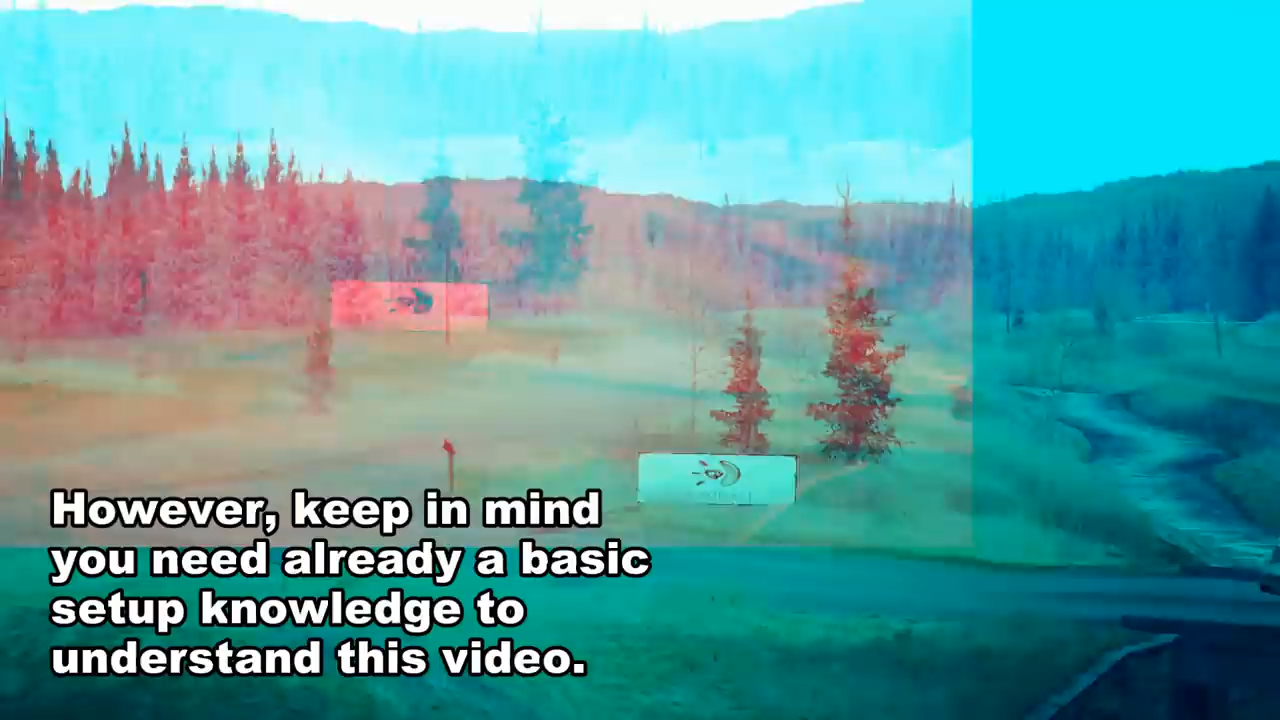 However, keep in mind
you need already a basic
setup knowledge to
understand this video.